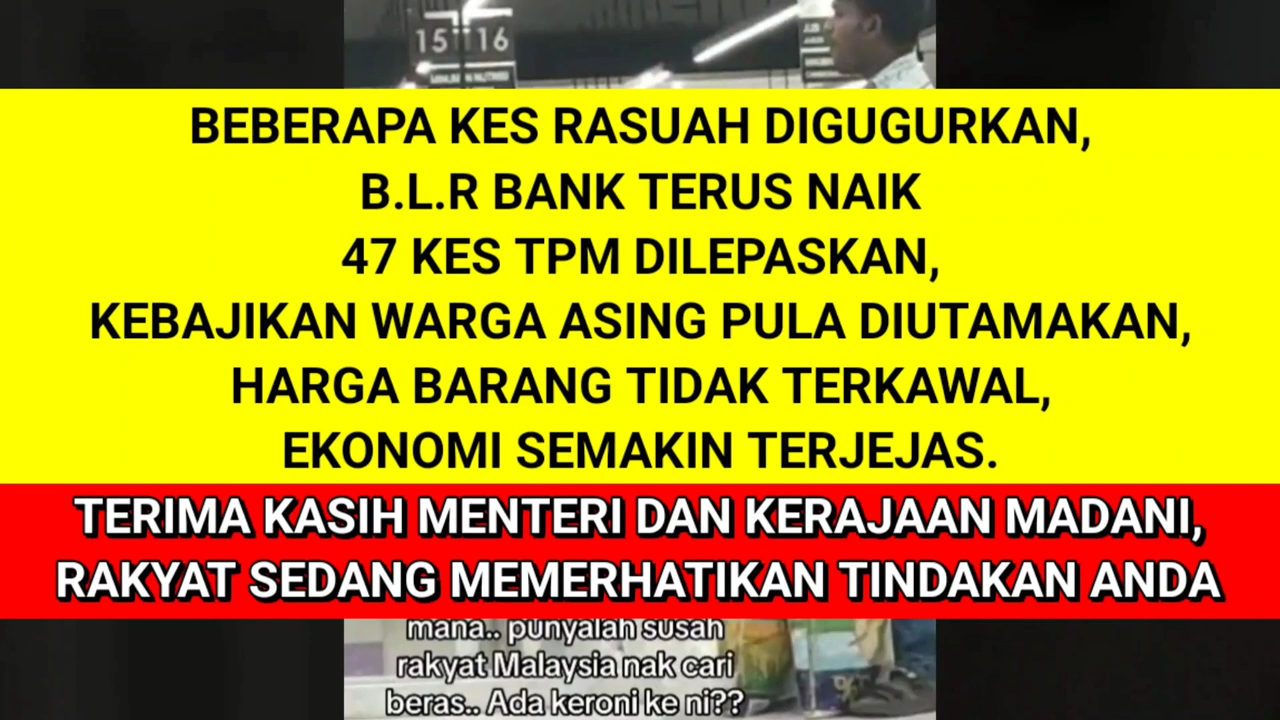 15 16
MINUMAN NUTRISI
BEBERAPA KES RASUAH DIGUGURKAN,
B.L.R BANK TERUS NAIK
47 KES TPM DILEPASKAN,
KEBAJIKAN WARGA ASING PULA DIUTAMAKAN,
HARGA BARANG TIDAK TERKAWAL,
EKONOMI SEMAKIN TERJEJAS.
TERIMA KASIH MENTERI DAN KERAJAAN MADANI,
RAKYAT SEDANG MEMERHATIKAN TINDAKAN ANDA
mana.. punyalah susah
rakyat Malaysia nak cari
beras.. Ada keroni ke ni??